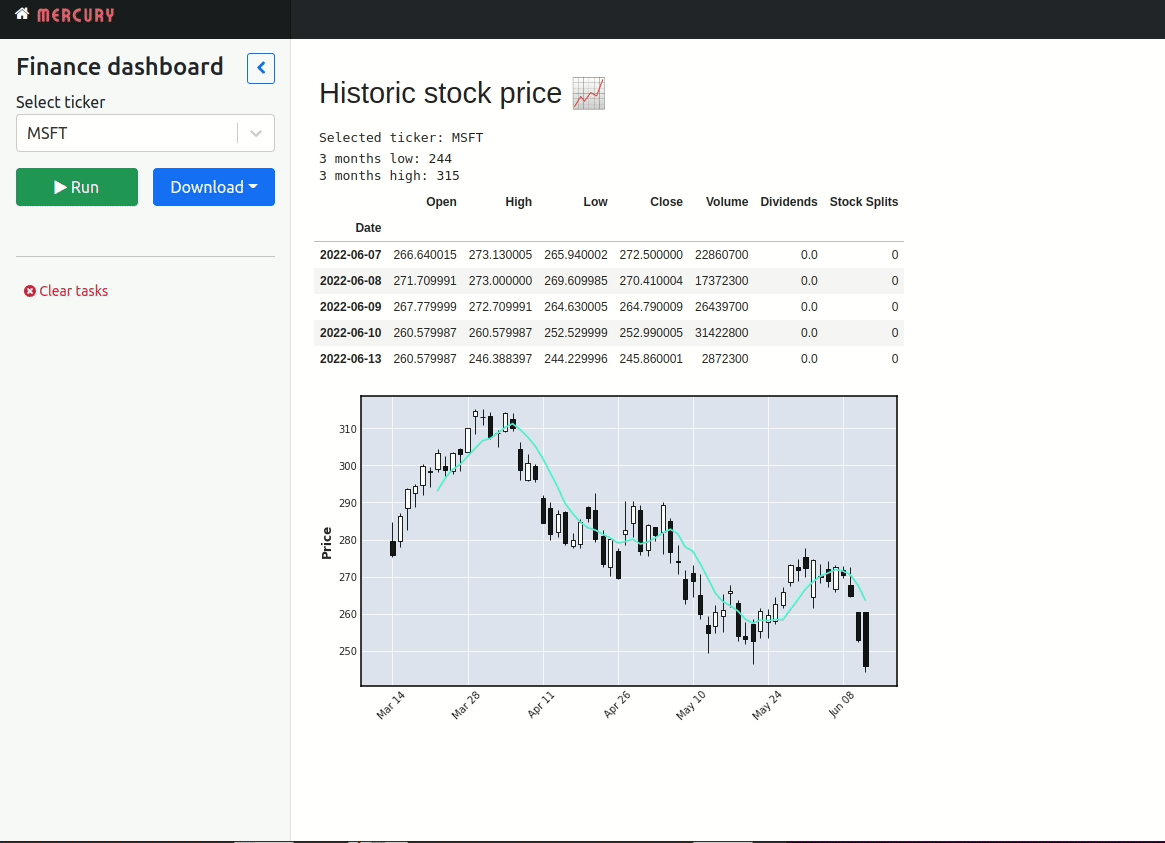 MERCURY
Finance dashboard
Select ticker
MSFT
Run
Download
Clear tasks
Historic stock price
Selected ticker: MSFT
3 months low: 244
3 months high: 315
Open High Low Close Volume Dividends Stock Splits
Date
2022-06-07 266.640015 273.130005 265.940002 272.500000 22860700 0.0 0
2022-06-08 271.709991 273.000000 269.609985 270.410004 17372300 0.0 0
2022-06-09 267.779999 272.709991 264.630005 264.790009 26439700 0.0 0
2022-06-10 260.579987 260.579987 252.529999 252.990005 31422800 0.0 0
2022-06-13 260.579987 246.388397 244.229996 245.860001 2872300 0.0 0
310
300
290
280
270
260
250
Price
Mar 14 Mar 28 Apr 11 Apr 26 May 10 May 24 Jun 08